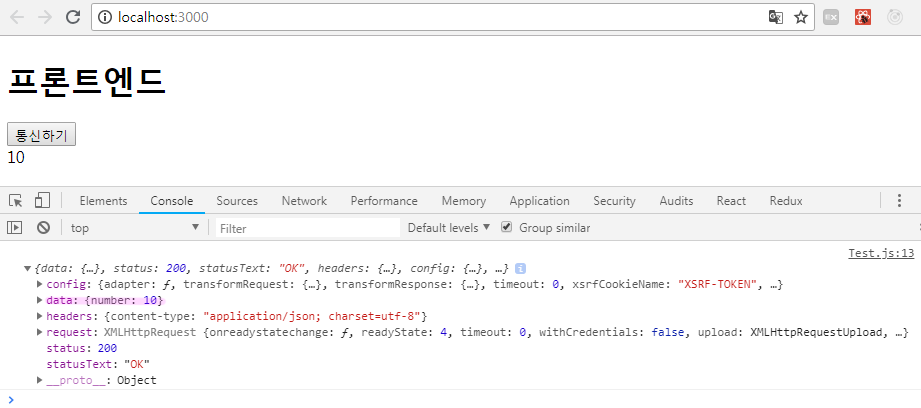 localhost:3000
프론트엔드
통신하기
10
Elements Console Sources Network Performance Memory Application Security Audits React Redux
top Filter Default levels Group similar
Test.js:13
{data: {…}, status: 200, statusText: "OK", headers: {…}, config: {…}, …}
config: {adapter: ƒ, transformRequest: {…}, transformResponse: {…}, timeout: 0, xsrfCookieName: "XSRF-TOKEN", …}
data: {number: 10}
headers: {content-type: "application/json; charset=utf-8"}
request: XMLHttpRequest {onreadystatechange: ƒ, readyState: 4, timeout: 0, withCredentials: false, upload: XMLHttpRequestUpload, …}
status: 200
statusText: "OK"
__proto__: Object